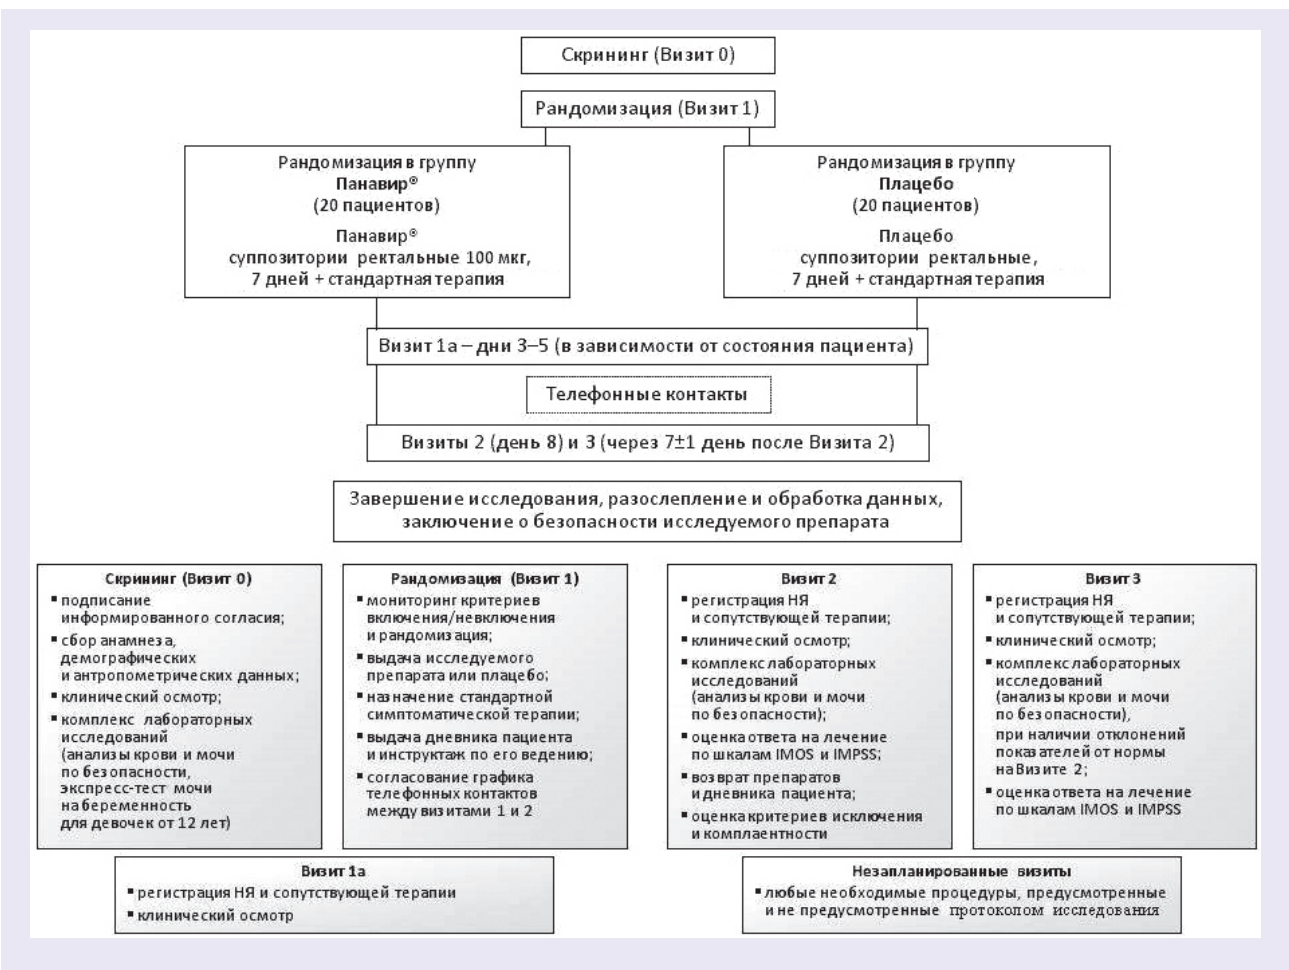 Скрининг (Визит 0)
Рандомизация (Визит 1)
Рандомизация в группу
Панавир®
(20 пациентов)
Панавир®
суппозитории ректальные 100 мкг,
7 дней + стандартная терапия
Рандомизация в группу
Плацебо
(20 пациентов)
Плацебо
суппозитории ректальные,
7 дней + стандартная терапия
Визит 1а – дни 3–5 (в зависимости от состояния пациента)
Телефонные контакты
Визиты 2 (день 8) и 3 (через 7±1 день после Визита 2)
Завершение исследования, разослепление и обработка данных,
заключение о безопасности исследуемого препарата
Скрининг (Визит 0)
▪ подписание
информированного согласия;
▪ сбор анамнеза,
демографических
и антропометрических данных;
▪ клинический осмотр;
▪ комплекс лабораторных
исследований
(анализы крови и мочи
по безопасности,
экспресс-тест мочи
на беременность
для девочек от 12 лет)
Рандомизация (Визит 1)
▪ мониторинг критериев
включения/невключения
и рандомизация;
▪ выдача исследуемого
препарата или плацебо;
▪ назначение стандартной
симптоматической терапии;
▪ выдача дневника пациента
и инструктаж по его ведению;
▪ согласование графика
телефонных контактов
между визитами 1 и 2
Визит 2
▪ регистрация НЯ
и сопутствующей терапии;
▪ клинический осмотр;
▪ комплекс лабораторных
исследований
(анализы крови и мочи
по безопасности);
▪ оценка ответа на лечение
по шкалам IMOS и IMPSS;
▪ возврат препаратов
и дневника пациента;
▪ оценка критериев исключения
и комплаентности
Визит 3
▪ регистрация НЯ
и сопутствующей терапии;
▪ клинический осмотр;
▪ комплекс лабораторных
исследований
(анализы крови и мочи
по безопасности),
при наличии отклонений
показателей от нормы
на Визите 2;
▪ оценка ответа на лечение
по шкалам IMOS и IMPSS
Визит 1а
▪ регистрация НЯ и сопутствующей терапии
▪ клинический осмотр
Незапланированные визиты
▪ любые необходимые процедуры, предусмотренные
и не предусмотренные протоколом исследования